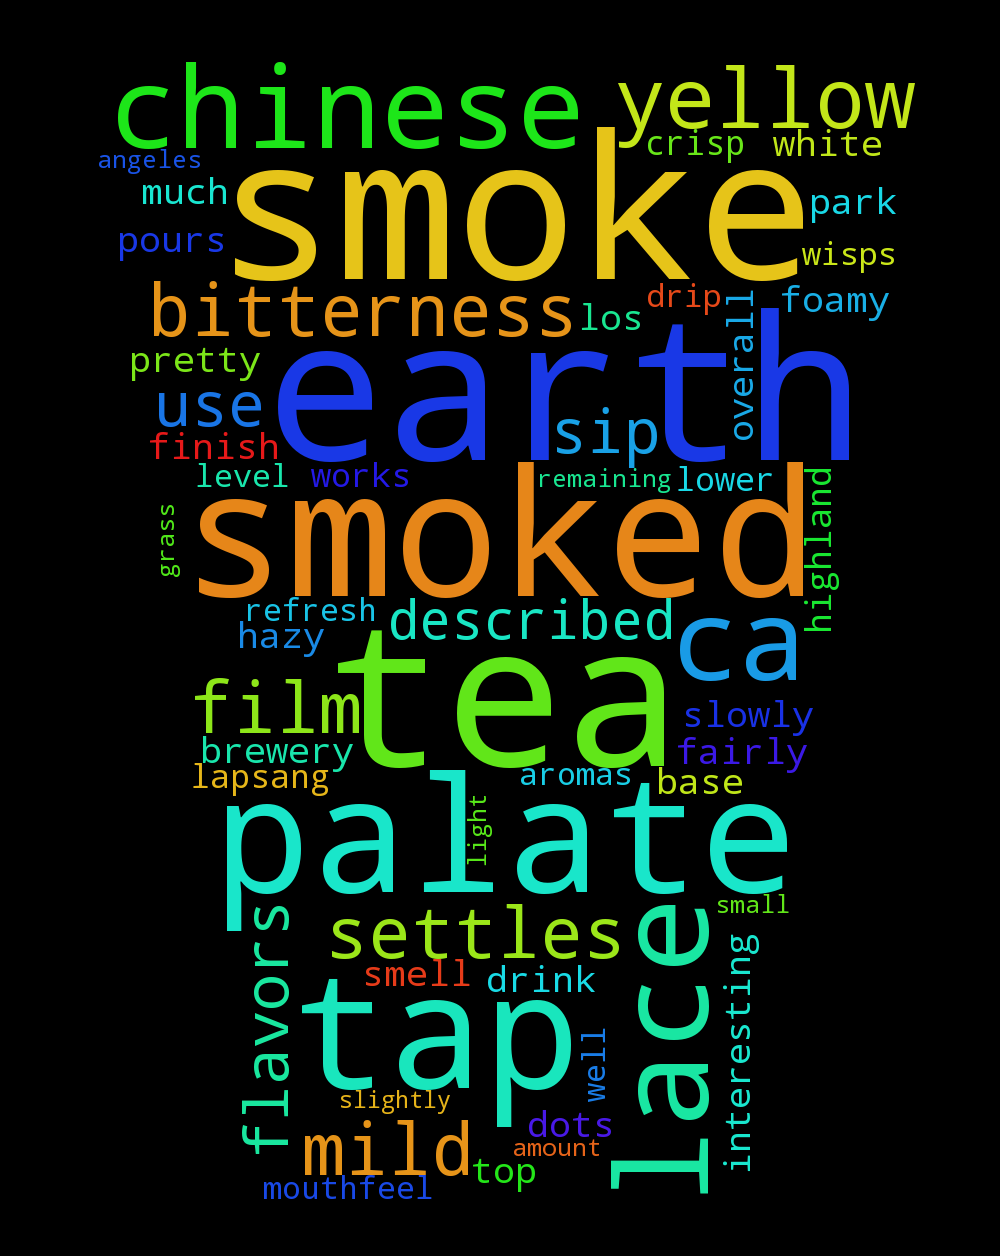 chinese
yellow
crisp
white
angeles
smoke
much
park
pours
wisps
bitterness
los
drip
overall
foamy
pretty
earth
use
sip
finish
level
works
remaining
lower
highland
smoked
grass
refresh
described
ca
hazy
tea
film
slowly
brewery
fairly
lapsang
aromas
base
palate
light
flavors
settles
lace
small
smell
drink
interesting
tap
well
slightly
dots
mild
amount
top
mouthfeel